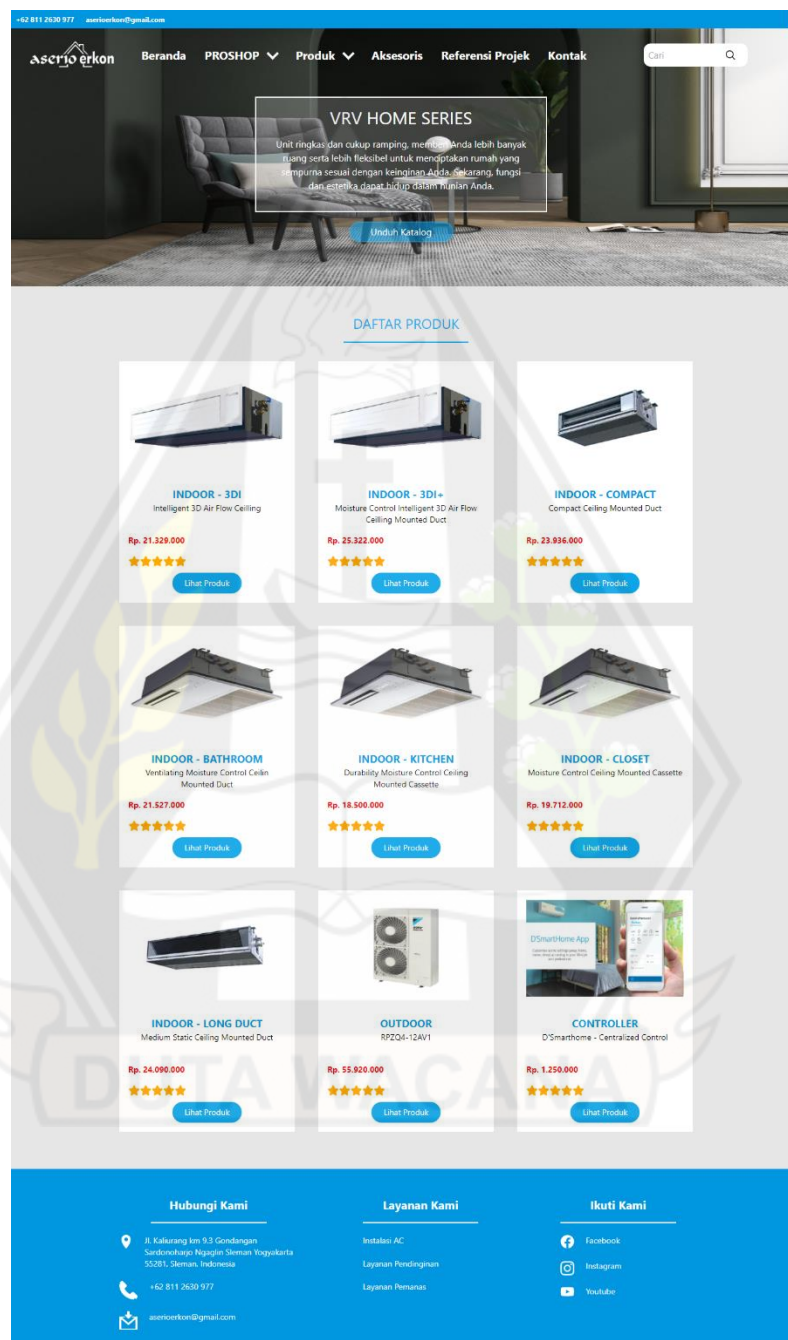 +62 811 2630 977 aserioerkon@gmail.com
aserio erkon
Beranda PROSHOP Produk Aksesoris Referensi Projek Kontak Cari
VRV HOME SERIES
Unit ringkas dan cukup ramping, memberi Anda lebih banyak
ruang serta lebih fleksibel untuk menciptakan rumah yang
sempurna sesuai dengan keinginan Anda. Sekarang, fungsi
dan estetika dapat hidup dalam hunian Anda.
Unduh Katalog
DAFTAR PRODUK
INDOOR - 3DI
Intelligent 3D Air Flow Ceilling
Rp. 21.329.000
Lihat Produk
INDOOR - 3DI+
Moisture Control Intelligent 3D Air Flow
Ceilling Mounted Duct
Rp. 25.322.000
Lihat Produk
INDOOR - COMPACT
Compact Ceiling Mounted Duct
Rp. 23.936.000
Lihat Produk
INDOOR - BATHROOM
Ventilating Moisture Control Ceilin
Mounted Duct
Rp. 21.527.000
Lihat Produk
INDOOR - KITCHEN
Durability Moisture Control Ceiling
Mounted Cassette
Rp. 18.500.000
Lihat Produk
INDOOR - CLOSET
Moisture Control Ceiling Mounted Cassette
Rp. 19.712.000
Lihat Produk
INDOOR - LONG DUCT
Medium Static Ceiling Mounted Duct
Rp. 24.090.000
Lihat Produk
OUTDOOR
RPZQ4-12AV1
Rp. 55.920.000
Lihat Produk
D'SmartHome App
CONTROLLER
D'Smarthome - Centralized Control
Rp. 1.250.000
Lihat Produk
DUTA WACANA
Hubungi Kami
Jl. Kaliurang km 9.3 Gondangan
Sardonoharjo Ngaglin Sleman Yogyakarta
55281, Sleman, Indonesia
+62 811 2630 977
aserioerkon@gmail.com
Layanan Kami
Instalasi AC
Layanan Pendinginan
Layanan Pemanas
Ikuti Kami
Facebook
Instagram
Youtube